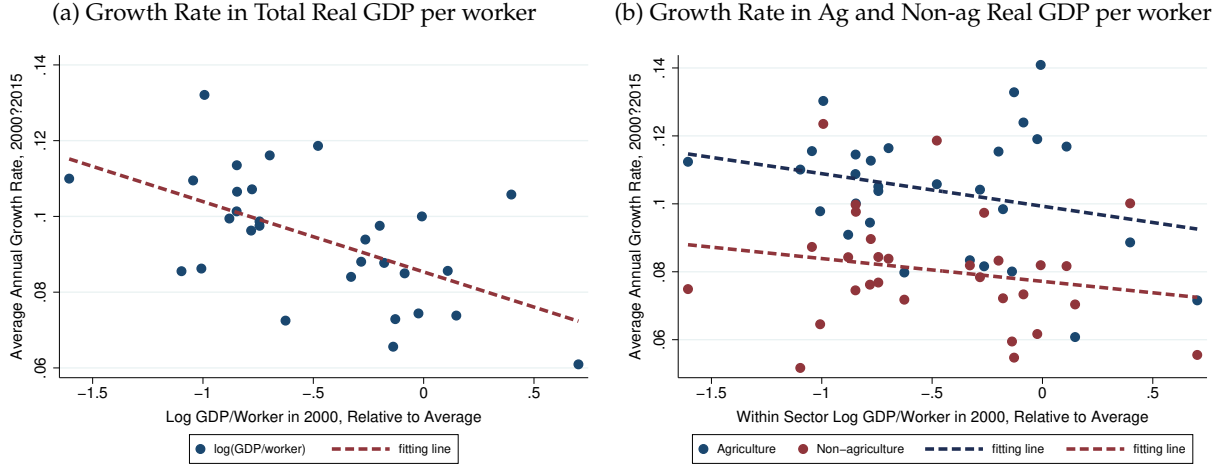 (a) Growth Rate in Total Real GDP per worker
Average Annual Growth Rate, 2000?2015
.14
.12
.1
.08
.06
−1.5 −1 −.5 0 .5
Log GDP/Worker in 2000, Relative to Average
log(GDP/worker) fitting line
(b) Growth Rate in Ag and Non-ag Real GDP per worker
Average Annual Growth Rate, 2000?2015
.14
.12
.1
.08
.06
−1.5 −1 −.5 0 .5
Within Sector Log GDP/Worker in 2000, Relative to Average
Agriculture Non−agriculture fitting line fitting line